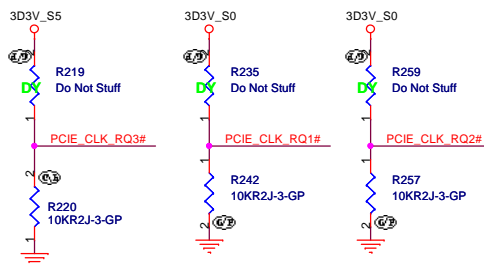 3D3V_S5
3D3V_S0
3D3V_S0
R219
DY
Do Not Stuff
1
PCIE_CLK_RQ3#
2
R220
10KR2J-3-GP
1
R235
DY
Do Not Stuff
1
PCIE_CLK_RQ1#
1
R242
10KR2J-3-GP
2
R259
DY
Do Not Stuff
1
PCIE_CLK_RQ2#
1
R257
10KR2J-3-GP
2